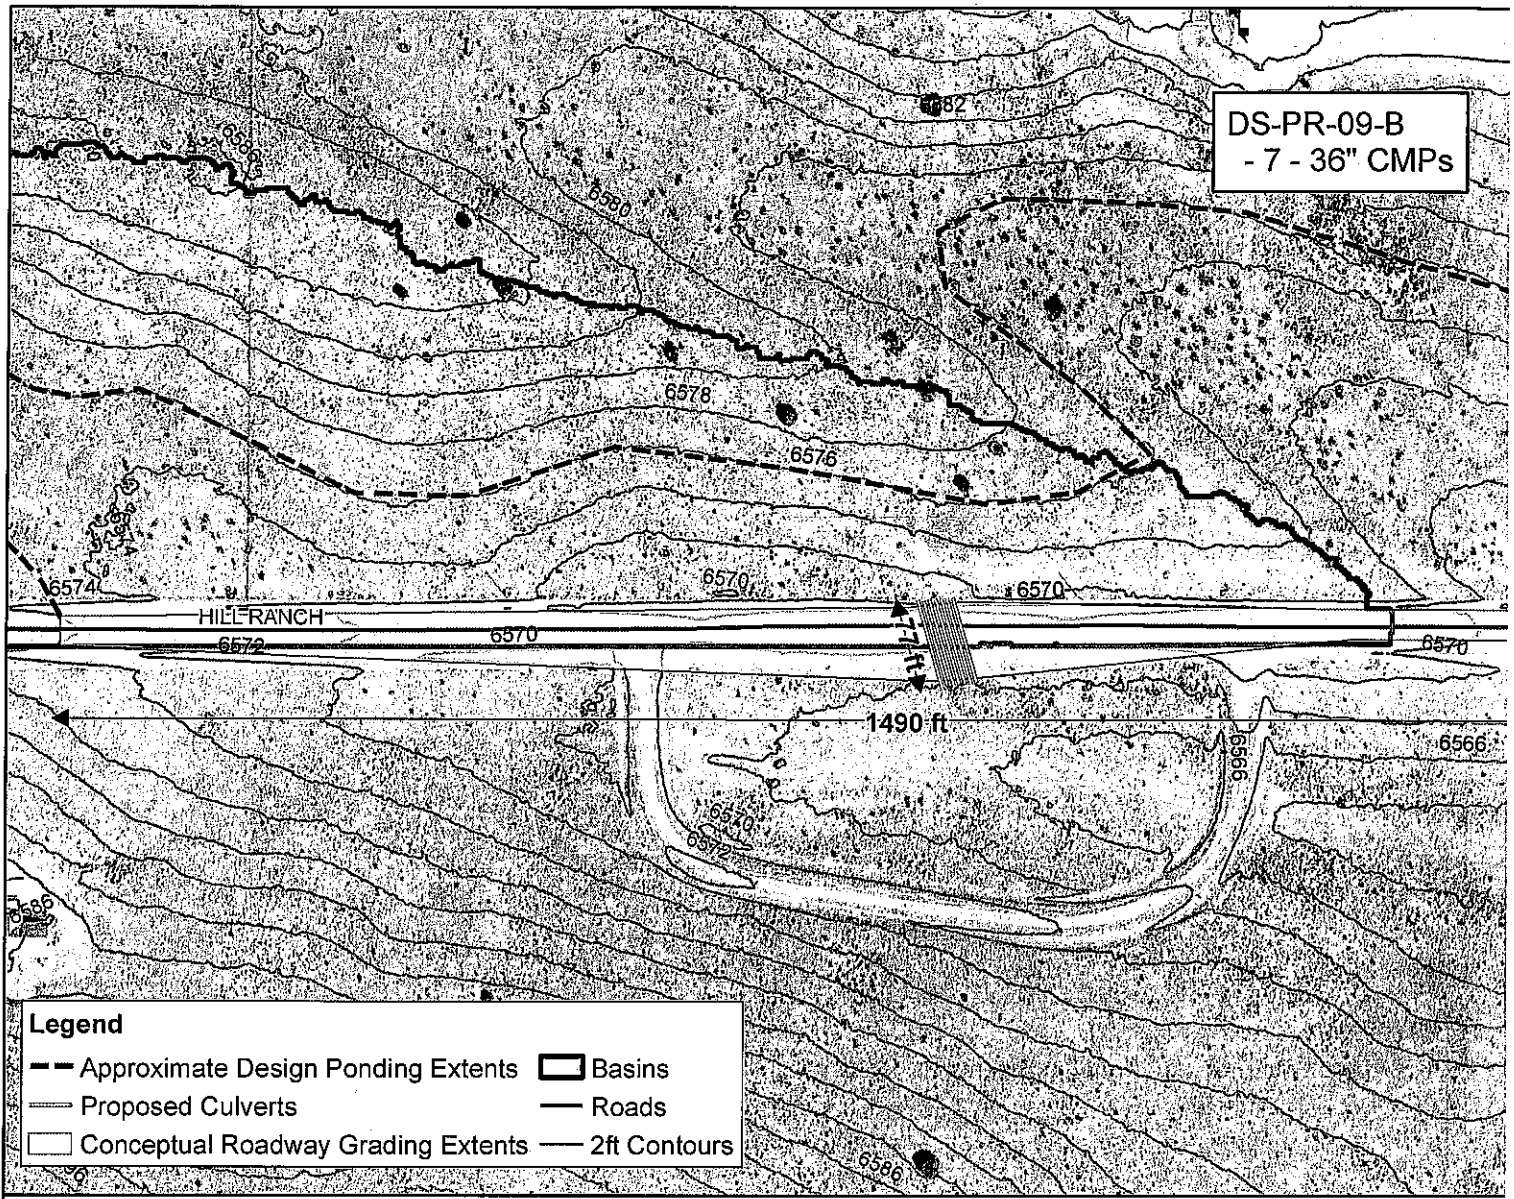 6582
DS-PR-09-B
- 7 - 36" CMPs
6580
6578
6576
6574
6570
6570
HILL RANCH
6572
6570
6570
77 ft
1490 ft
6566
6566
6570
6572
6586
6586
Legend
Approximate Design Ponding Extents
Basins
Proposed Culverts
Roads
Conceptual Roadway Grading Extents
2ft Contours